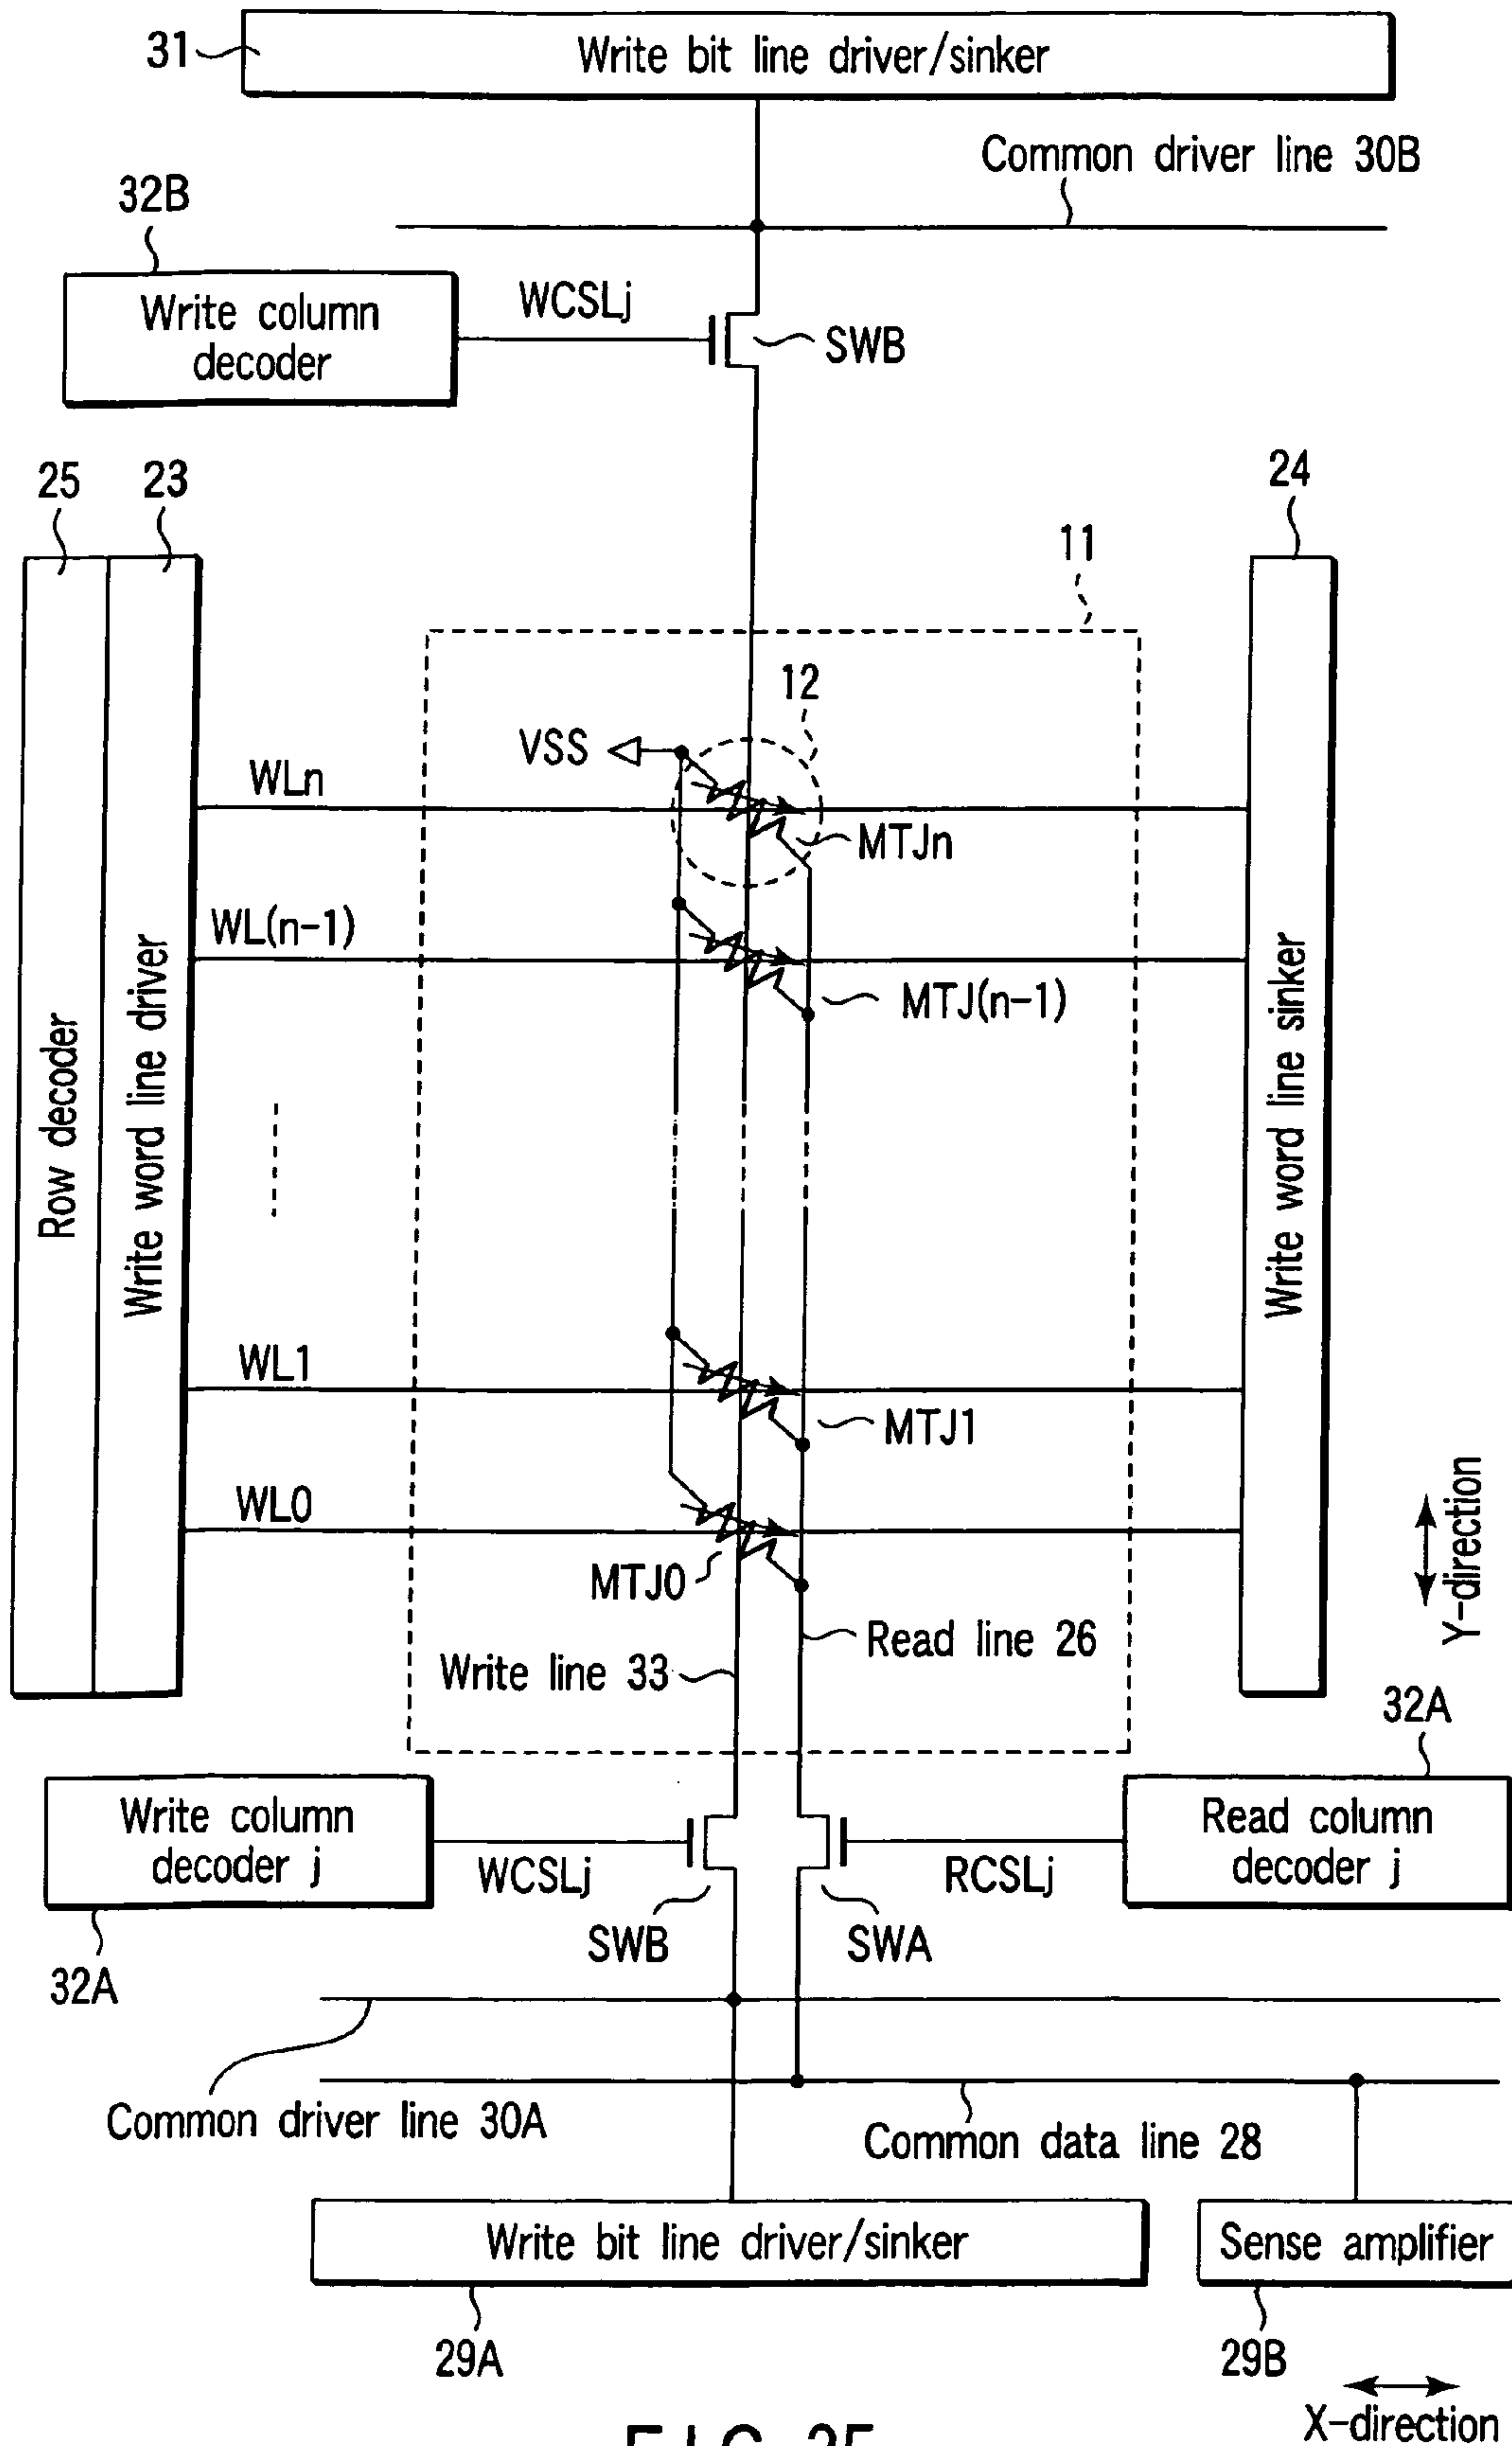 31
Write bit line driver/sinker
Common driver line 30B
32B
Write column
decoder
WCSLj
SWB
25
23
24
11
12
VSS
WLn
MTJn
WL(n-1)
MTJ(n-1)
Row decoder
Write word line driver
Write word line sinker
WL1
MTJ1
WL0
MTJ0
Y-direction
Read line 26
Write line 33
32A
Write column
decoder j
WCSLj
RCSLj
Read column
decoder j
SWB
SWA
32A
Common driver line 30A
Common data line 28
Write bit line driver/sinker
Sense amplifier
29A
29B
X-direction